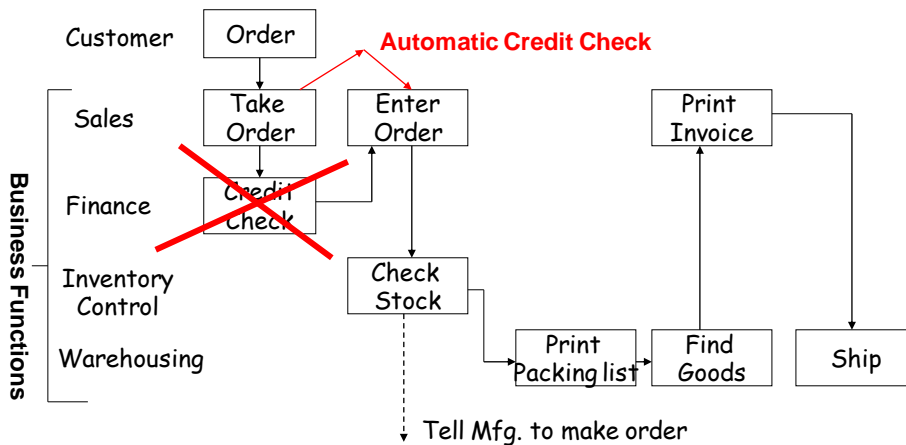 Customer
Order
Automatic Credit Check
Business Functions
Sales
Take
Order
Enter
Order
Print
Invoice
Finance
Credit
Check
Inventory
Control
Check
Stock
Warehousing
Print
Packing list
Find
Goods
Ship
Tell Mfg. to make order